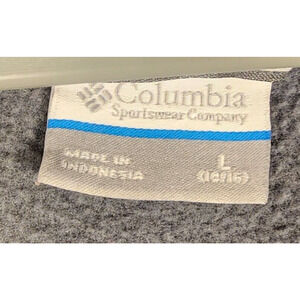 Columbia
Sportswear Company
MADE IN
INDONESIA
L